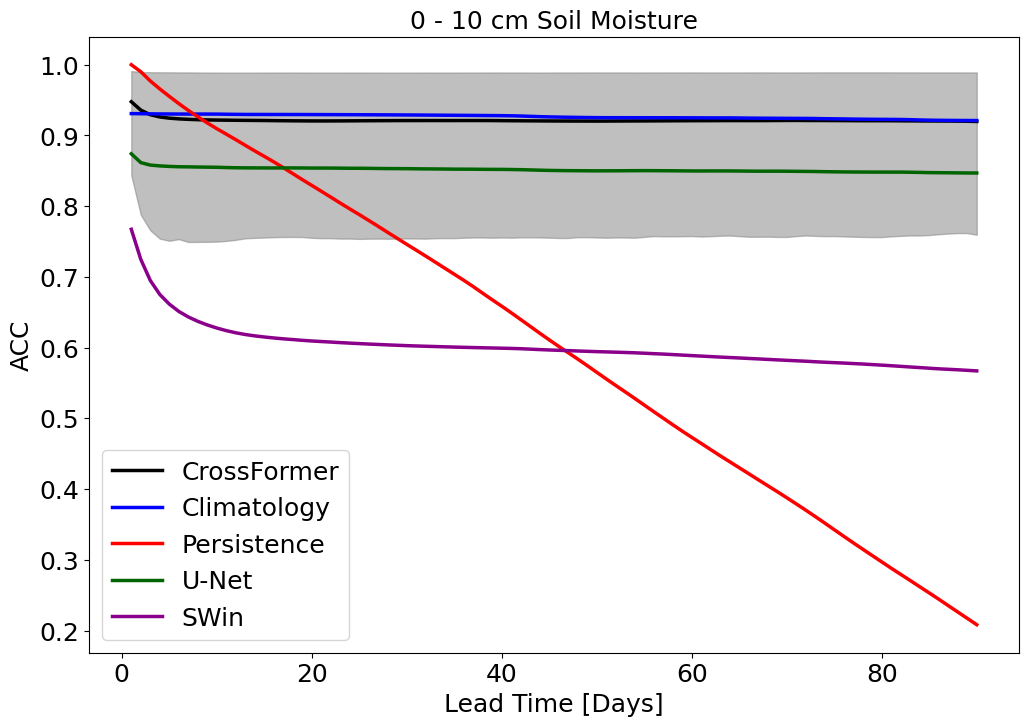 0 - 10 cm Soil Moisture
ACC
1.0
0.9
0.8
0.7
0.6
0.5
0.4
0.3
0.2
CrossFormer
Climatology
Persistence
U-Net
SWin
0 20 40 60 80
Lead Time [Days]